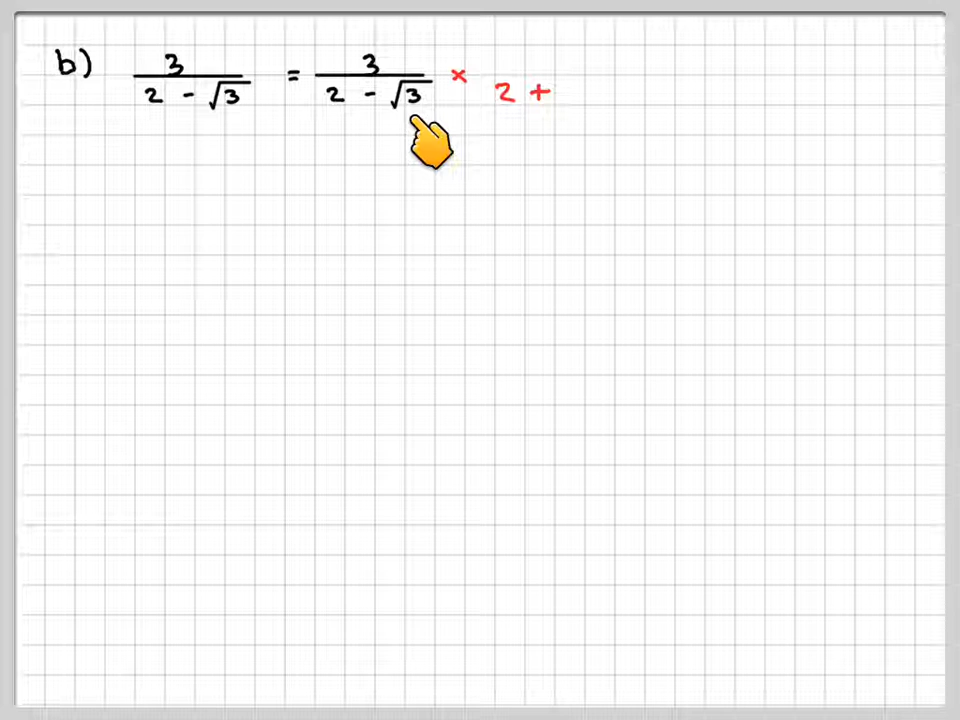 b) 3 / (2 - √3) = 3 / (2 - √3) × 2 +